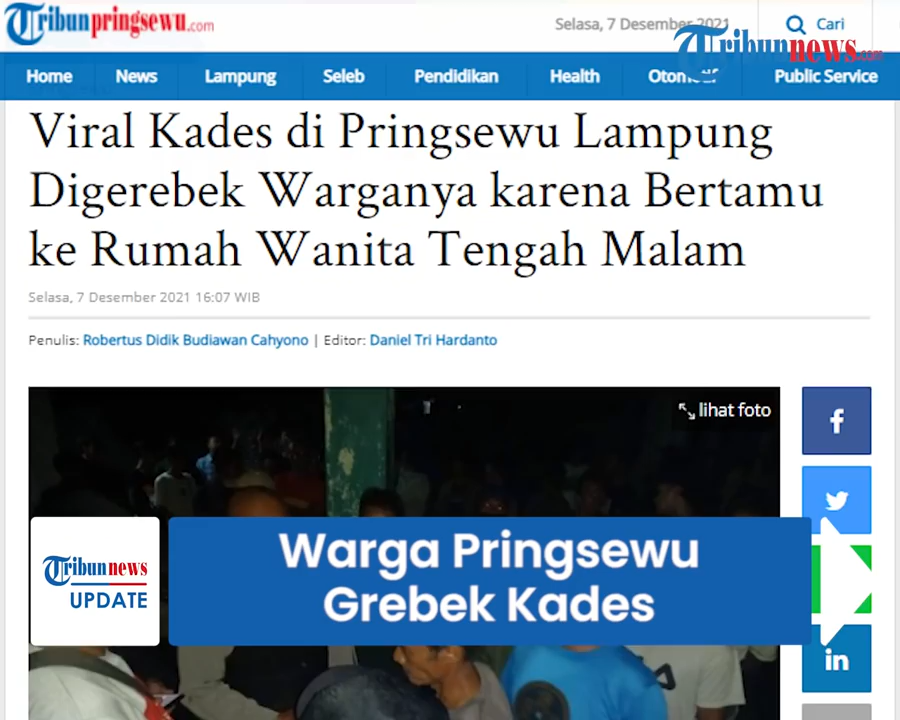 Tribunpringsewu.com
Selasa, 7 Desember 2021
Cari
Tribunnews.com
Home News Lampung Seleb Pendidikan Health Otomotif Public Service
Viral Kades di Pringsewu Lampung
Digerebek Warganya karena Bertamu
ke Rumah Wanita Tengah Malam
Selasa, 7 Desember 2021 16:07 WIB
Penulis: Robertus Didik Budiawan Cahyono | Editor: Daniel Tri Hardanto
lihat foto
f
Tribunnews
UPDATE
Warga Pringsewu
Grebek Kades
in